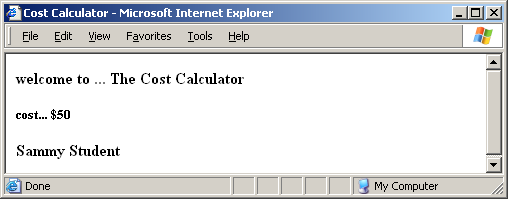 Cost Calculator - Microsoft Internet Explorer
File Edit View Favorites Tools Help
welcome to ... The Cost Calculator
cost... $50
Sammy Student
Done My Computer